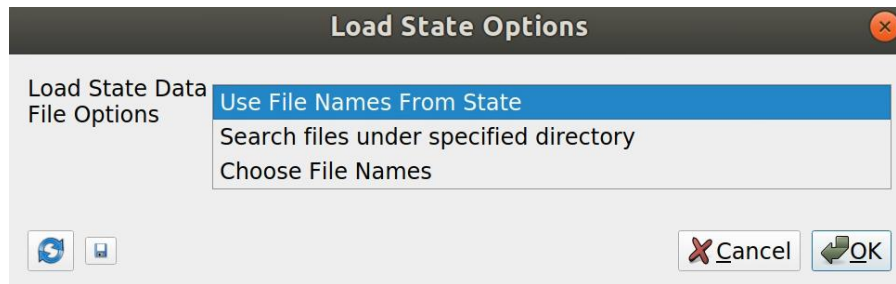 Load State Options
Load State Data
File Options
Use File Names From State
Search files under specified directory
Choose File Names
Cancel
OK